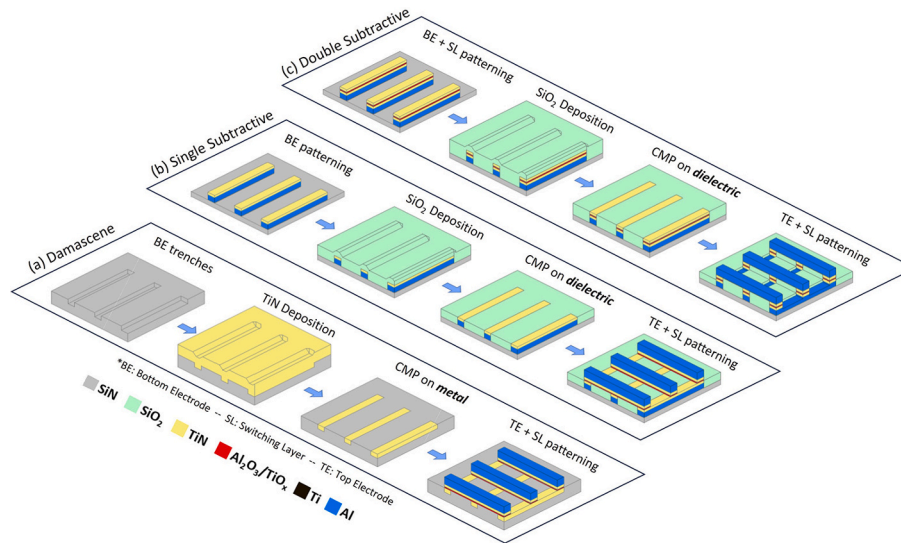 (c) Double Subtractive
BE + SL patterning
SiO2 Deposition
CMP on dielectric
TE + SL patterning
(b) Single Subtractive
BE patterning
SiO2 Deposition
CMP on dielectric
TE + SL patterning
(a) Damascene
BE trenches
TiN Deposition
CMP on metal
TE + SL patterning
*BE: Bottom Electrode -- SL: Switching Layer -- TE: Top Electrode
SiN
SiO2
TiN
Al2O3/TiOx
Ti
Al